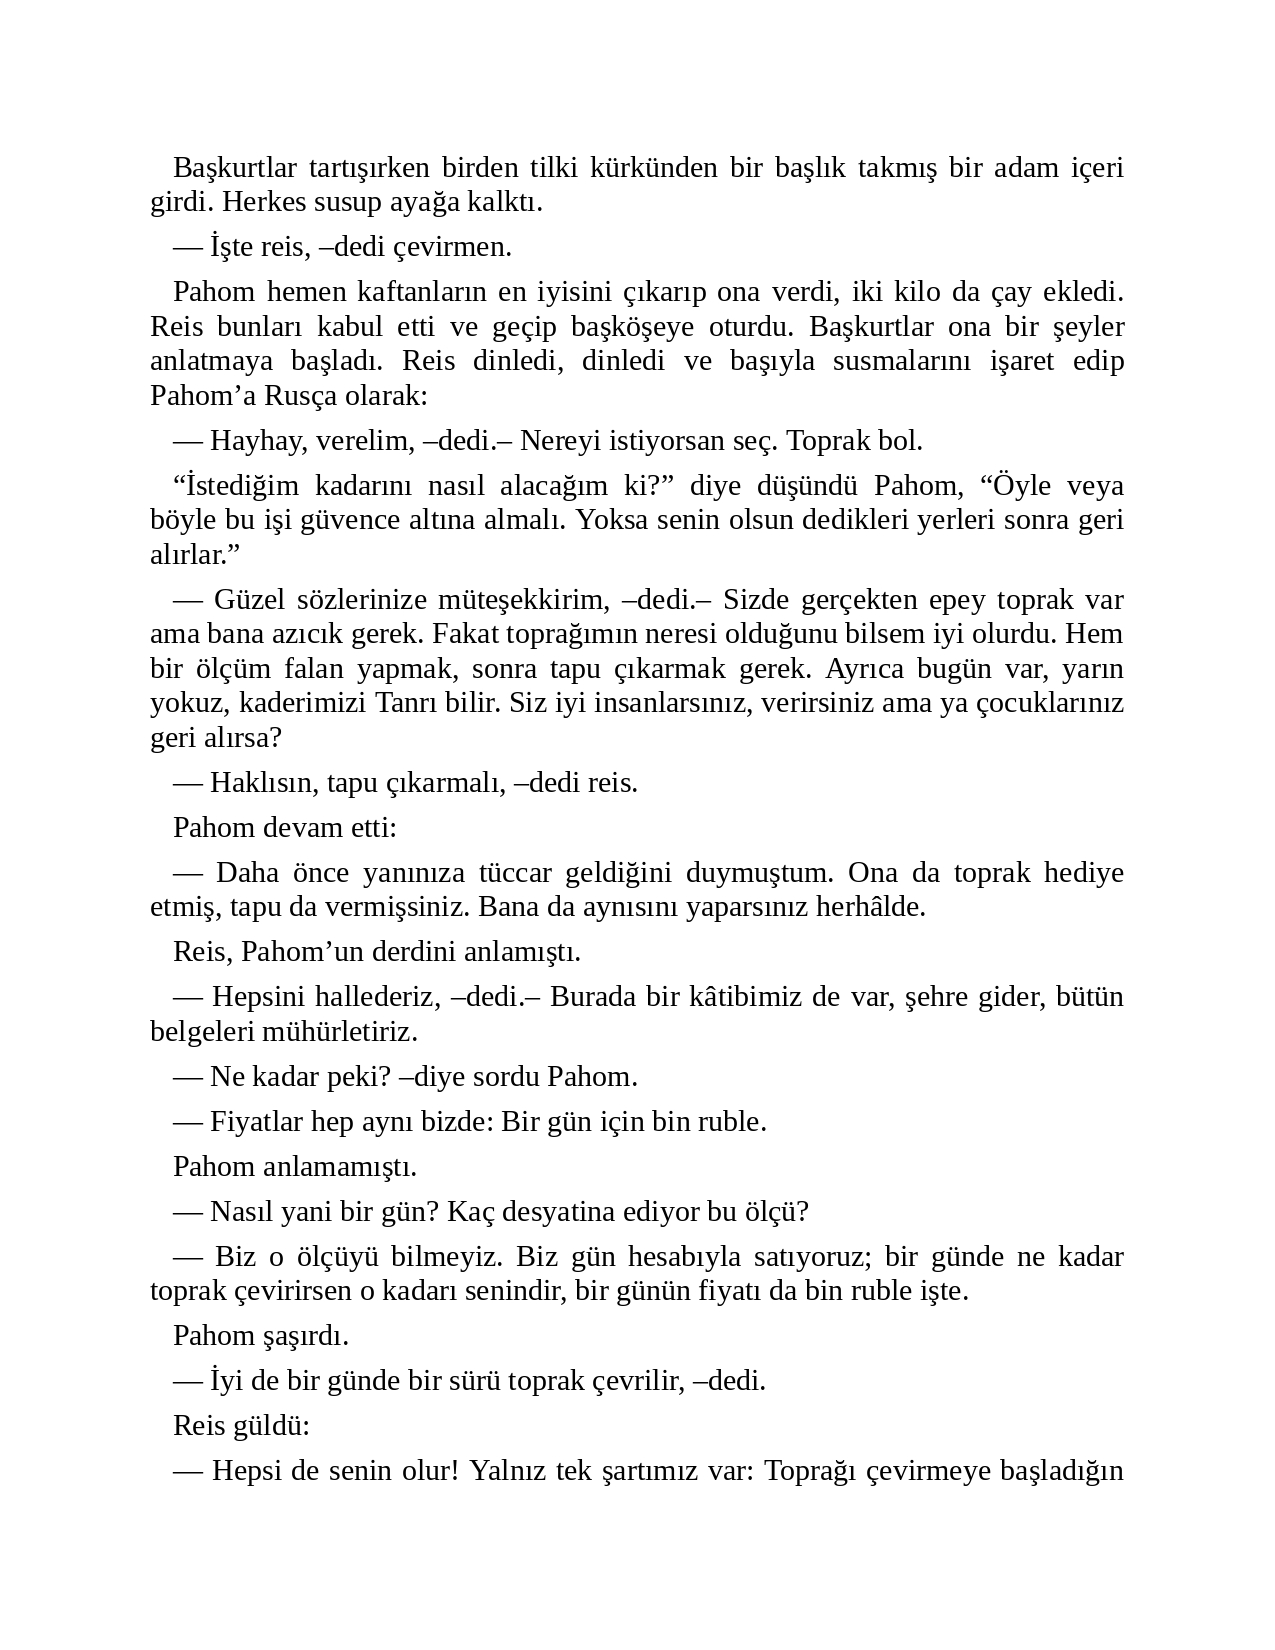 Başkurtlar tartışırken birden tilki kürkünden bir başlık takmış bir adam içeri
girdi. Herkes susup ayağa kalktı.
— İşte reis, –dedi çevirmen.
Pahom hemen kaftanların en iyisini çıkarıp ona verdi, iki kilo da çay ekledi.
Reis bunları kabul etti ve geçip başköşeye oturdu. Başkurtlar ona bir şeyler
anlatmaya başladı. Reis dinledi, dinledi ve başıyla susmalarını işaret edip
Pahom’a Rusça olarak:
— Hayhay, verelim, –dedi.– Nereyi istiyorsan seç. Toprak bol.
“İstediğim kadarını nasıl alacağım ki?” diye düşündü Pahom, “Öyle veya
böyle bu işi güvence altına almalı. Yoksa senin olsun dedikleri yerleri sonra geri
alırlar.”
— Güzel sözlerinize müteşekkirim, –dedi.– Sizde gerçekten epey toprak var
ama bana azıcık gerek. Fakat toprağımın neresi olduğunu bilsem iyi olurdu. Hem
bir ölçüm falan yapmak, sonra tapu çıkarmak gerek. Ayrıca bugün var, yarın
yokuz, kaderimizi Tanrı bilir. Siz iyi insanlarsınız, verirsiniz ama ya çocuklarınız
geri alırsa?
— Haklısın, tapu çıkarmalı, –dedi reis.
Pahom devam etti:
— Daha önce yanınıza tüccar geldiğini duymuştum. Ona da toprak hediye
etmiş, tapu da vermişsiniz. Bana da aynısını yaparsınız herhâlde.
Reis, Pahom’un derdini anlamıştı.
— Hepsini hallederiz, –dedi.– Burada bir kâtibimiz de var, şehre gider, bütün
belgeleri mühürletiriz.
— Ne kadar peki? –diye sordu Pahom.
— Fiyatlar hep aynı bizde: Bir gün için bin ruble.
Pahom anlamamıştı.
— Nasıl yani bir gün? Kaç desyatina ediyor bu ölçü?
— Biz o ölçüyü bilmeyiz. Biz gün hesabıyla satıyoruz; bir günde ne kadar
toprak çevirirsen o kadarı senindir, bir günün fiyatı da bin ruble işte.
Pahom şaşırdı.
— İyi de bir günde bir sürü toprak çevrilir, –dedi.
Reis güldü:
— Hepsi de senin olur! Yalnız tek şartımız var: Toprağı çevirmeye başladığın